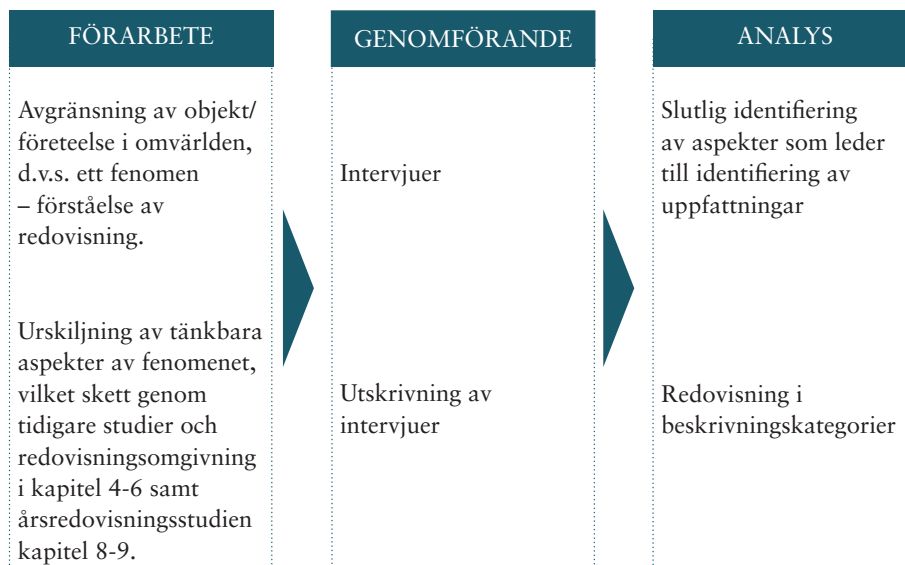 FÖRARBETE
Avgränsning av objekt/
företeelse i omvärlden,
d.v.s. ett fenomen
– förståelse av
redovisning.
Urskiljning av tänkbara
aspekter av fenomenet,
vilket skett genom
tidigare studier och
redovisningsomgivning
i kapitel 4-6 samt
årsredovisningsstudien
kapitel 8-9.
GENOMFÖRANDE
Intervjuer
Utskrivning av
intervjuer
ANALYS
Slutlig identifiering
av aspekter som leder
till identifiering av
uppfattningar
Redovisning i
beskrivningskategorier